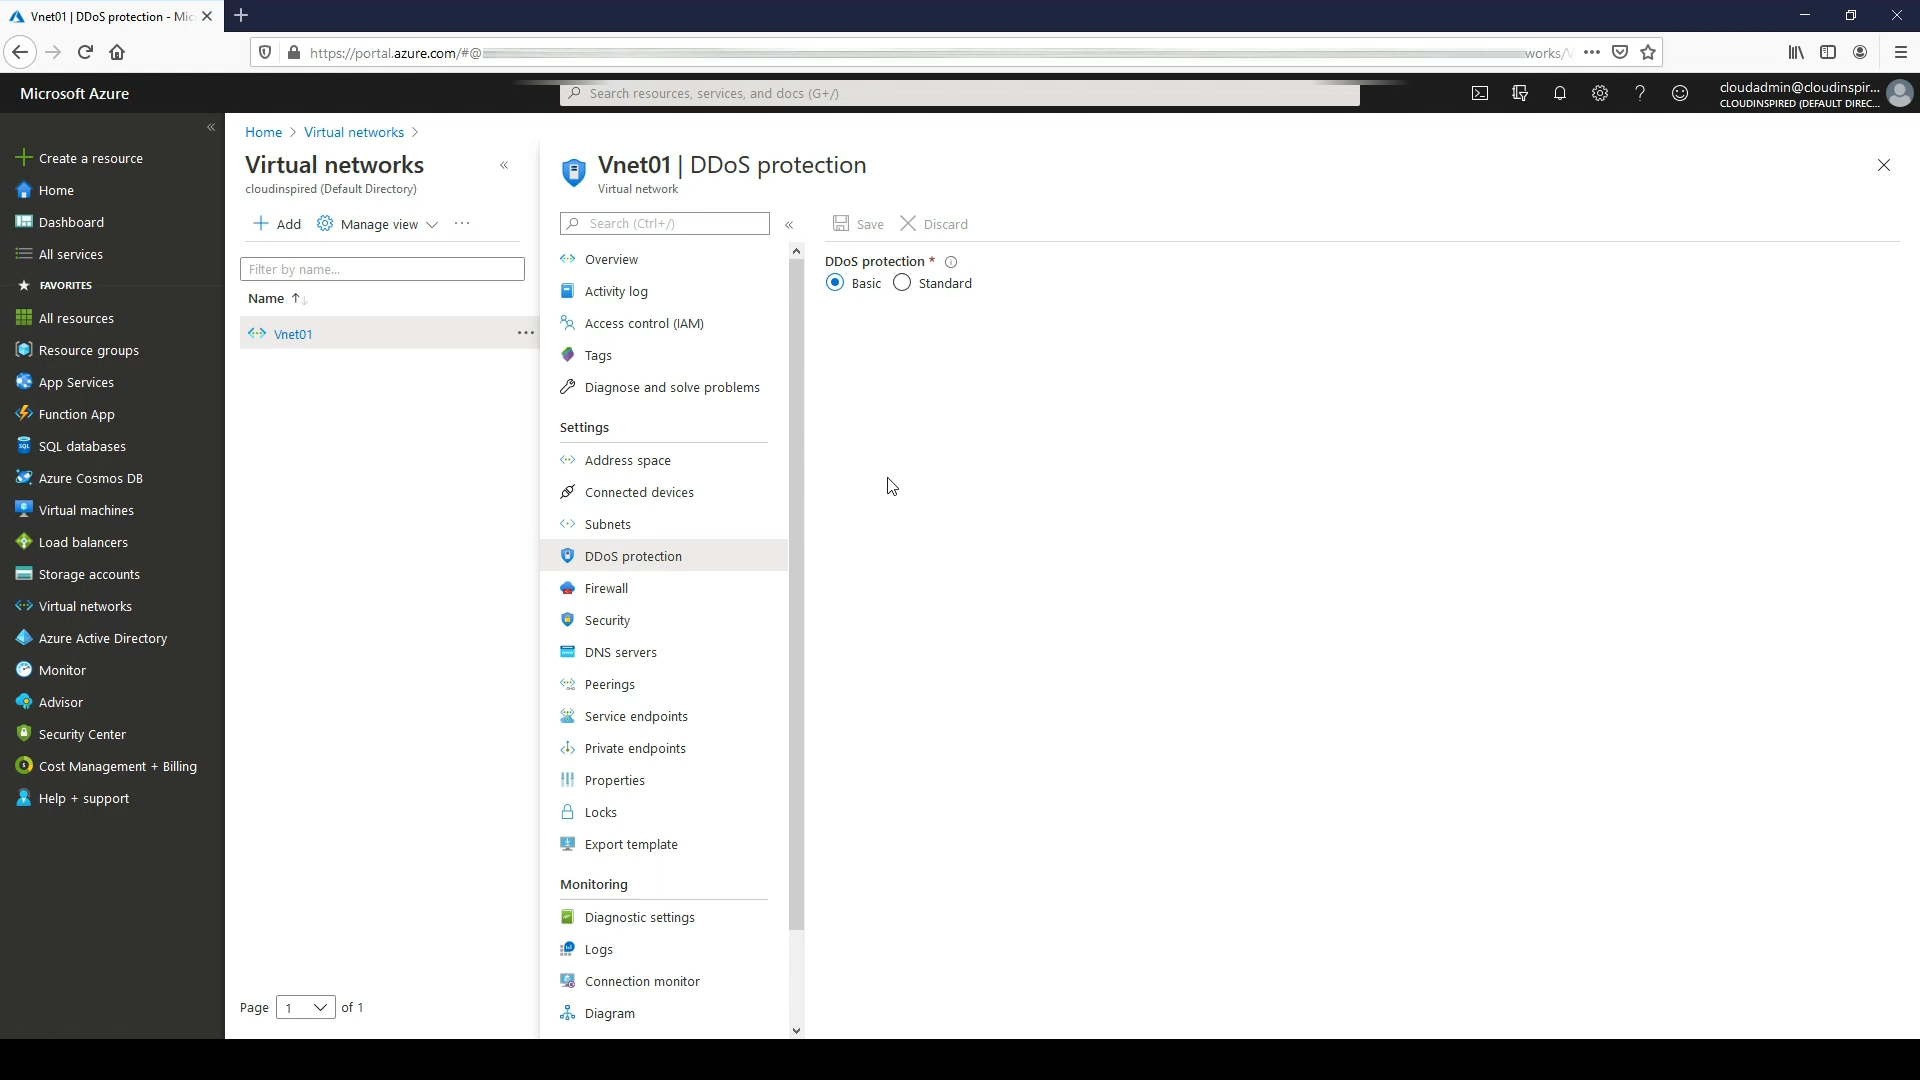 Vnet01 | DDoS protection - Mic
https://portal.azure.com/#@
works/V
Microsoft Azure
Search resources, services, and docs (G+/)
cloudadmin@cloudinspir...
CLOUDINSPIRED (DEFAULT DIREC...
Create a resource
Home
Dashboard
All services
FAVORITES
All resources
Resource groups
App Services
Function App
SQL databases
Azure Cosmos DB
Virtual machines
Load balancers
Storage accounts
Virtual networks
Azure Active Directory
Monitor
Advisor
Security Center
Cost Management + Billing
Help + support
Home > Virtual networks >
Virtual networks
cloudinspired (Default Directory)
Add Manage view
Filter by name...
Name
Vnet01
Page 1 of 1
Vnet01 | DDoS protection
Virtual network
Search (Ctrl+/)
Overview
Activity log
Access control (IAM)
Tags
Diagnose and solve problems
Settings
Address space
Connected devices
Subnets
DDoS protection
Firewall
Security
DNS servers
Peerings
Service endpoints
Private endpoints
Properties
Locks
Export template
Monitoring
Diagnostic settings
Logs
Connection monitor
Diagram
Save Discard
DDoS protection *
Basic Standard